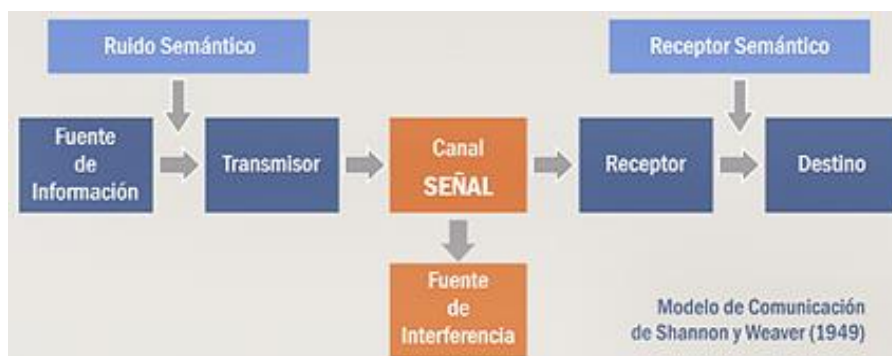 Ruido Semántico
Receptor Semántico
Fuente
de
Información
Transmisor
Canal
SEÑAL
Receptor
Destino
Fuente
de
Interferencia
Modelo de Comunicación
de Shannon y Weaver (1949)